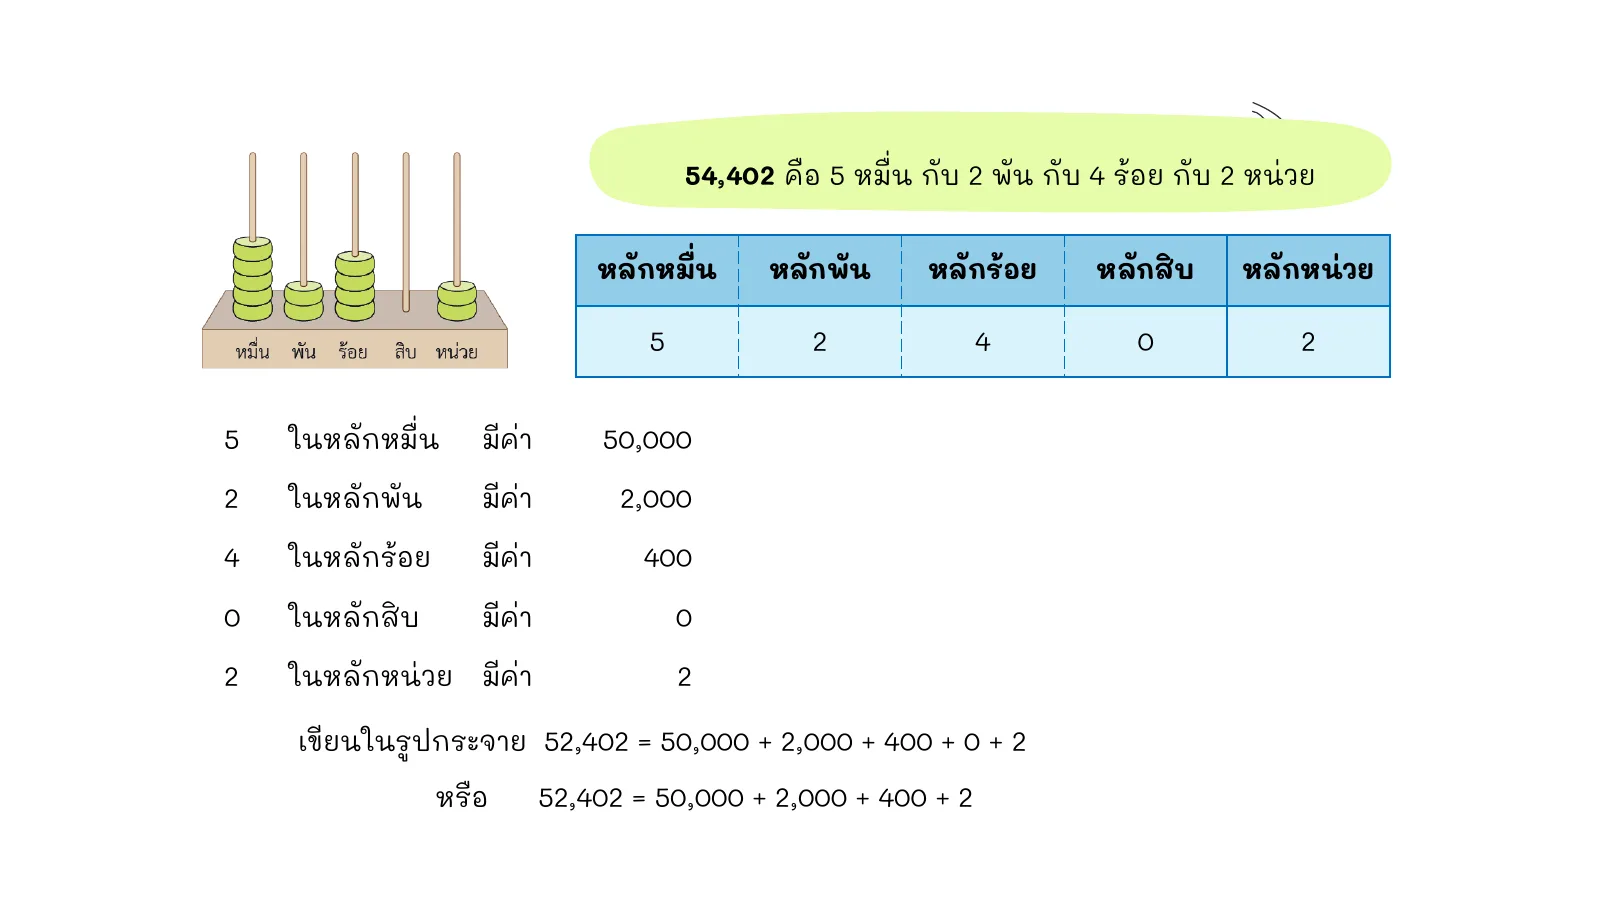 54,402 คือ 5 หมื่น กับ 2 พัน กับ 4 ร้อย กับ 2 หน่วย
หมื่น พัน ร้อย สิบ หน่วย
หลักหมื่น หลักพัน หลักร้อย หลักสิบ หลักหน่วย
5 2 4 0 2
5 ในหลักหมื่น มีค่า 50,000
2 ในหลักพัน มีค่า 2,000
4 ในหลักร้อย มีค่า 400
0 ในหลักสิบ มีค่า 0
2 ในหลักหน่วย มีค่า 2
เขียนในรูปกระจาย 52,402 = 50,000 + 2,000 + 400 + 0 + 2
หรือ 52,402 = 50,000 + 2,000 + 400 + 2